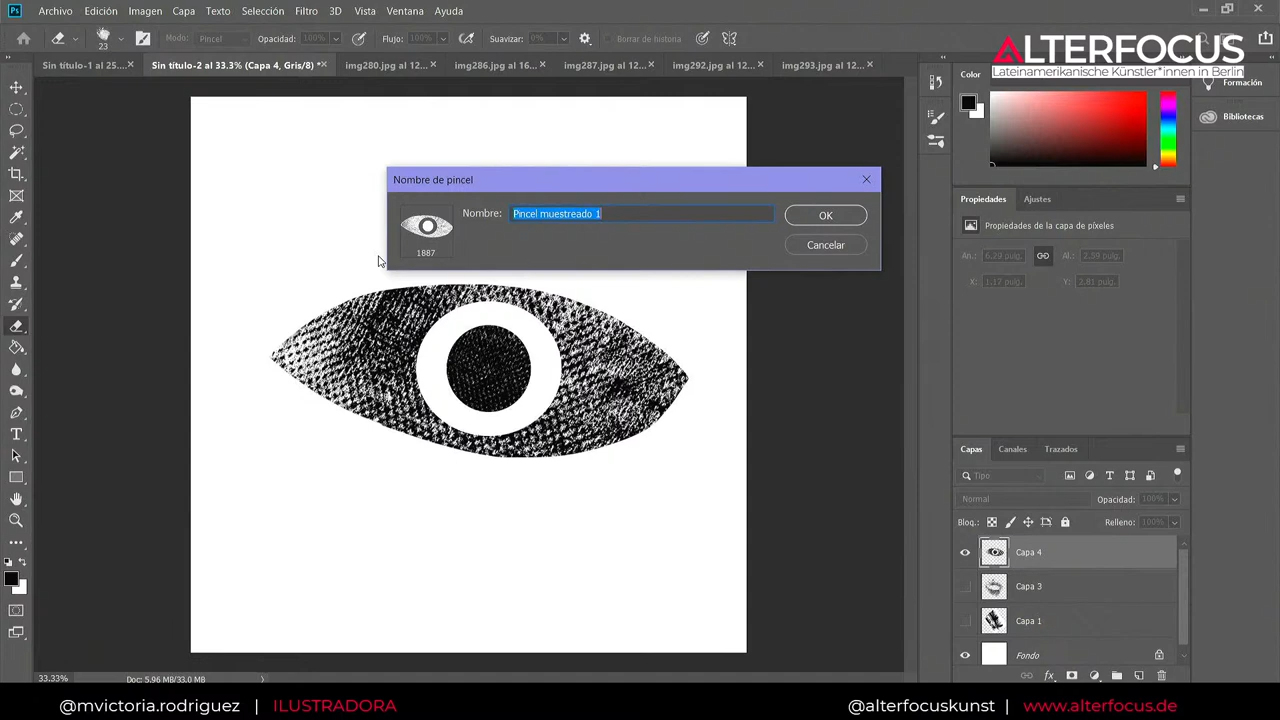 Ps Archivo Edición Imagen Capa Texto Selección Filtro 3D Vista Ventana Ayuda
23 Modo: Pincel Opacidad: 100% Flujo: 100% Suavizar: 0% Borrar de historia
ALTERFOCUS
Lateinamerikanische Künstler*innen in Berlin
Sin título-1 al 25.... × Sin título-2 al 33.3% (Capa 4, Gris/8) * × img280.jpg al 12... × img286.jpg al 16.... × img287.jpg al 12... × img292.jpg al 12... × img293.jpg al 12... ×
Color
Formación
Bibliotecas
Nombre de pincel
Nombre: Pincel muestreado 1 OK
1887 Cancelar
Propiedades Ajustes
Propiedades de la capa de píxeles
An.: 6.29 pulg. Al.: 2.59 pulg.
X: 1.17 pulg. Y: 2.81 pulg.
Capas Canales Trazados
Tipo
Normal Opacidad: 100%
Bloq.: Relleno: 100%
Capa 4
Capa 3
Capa 1
Fondo
fx
33.33% Doc: 5.96 MB/33.0 MB
@mvictoria.rodriguez | ILUSTRADORA @alterfocuskunst | www.alterfocus.de